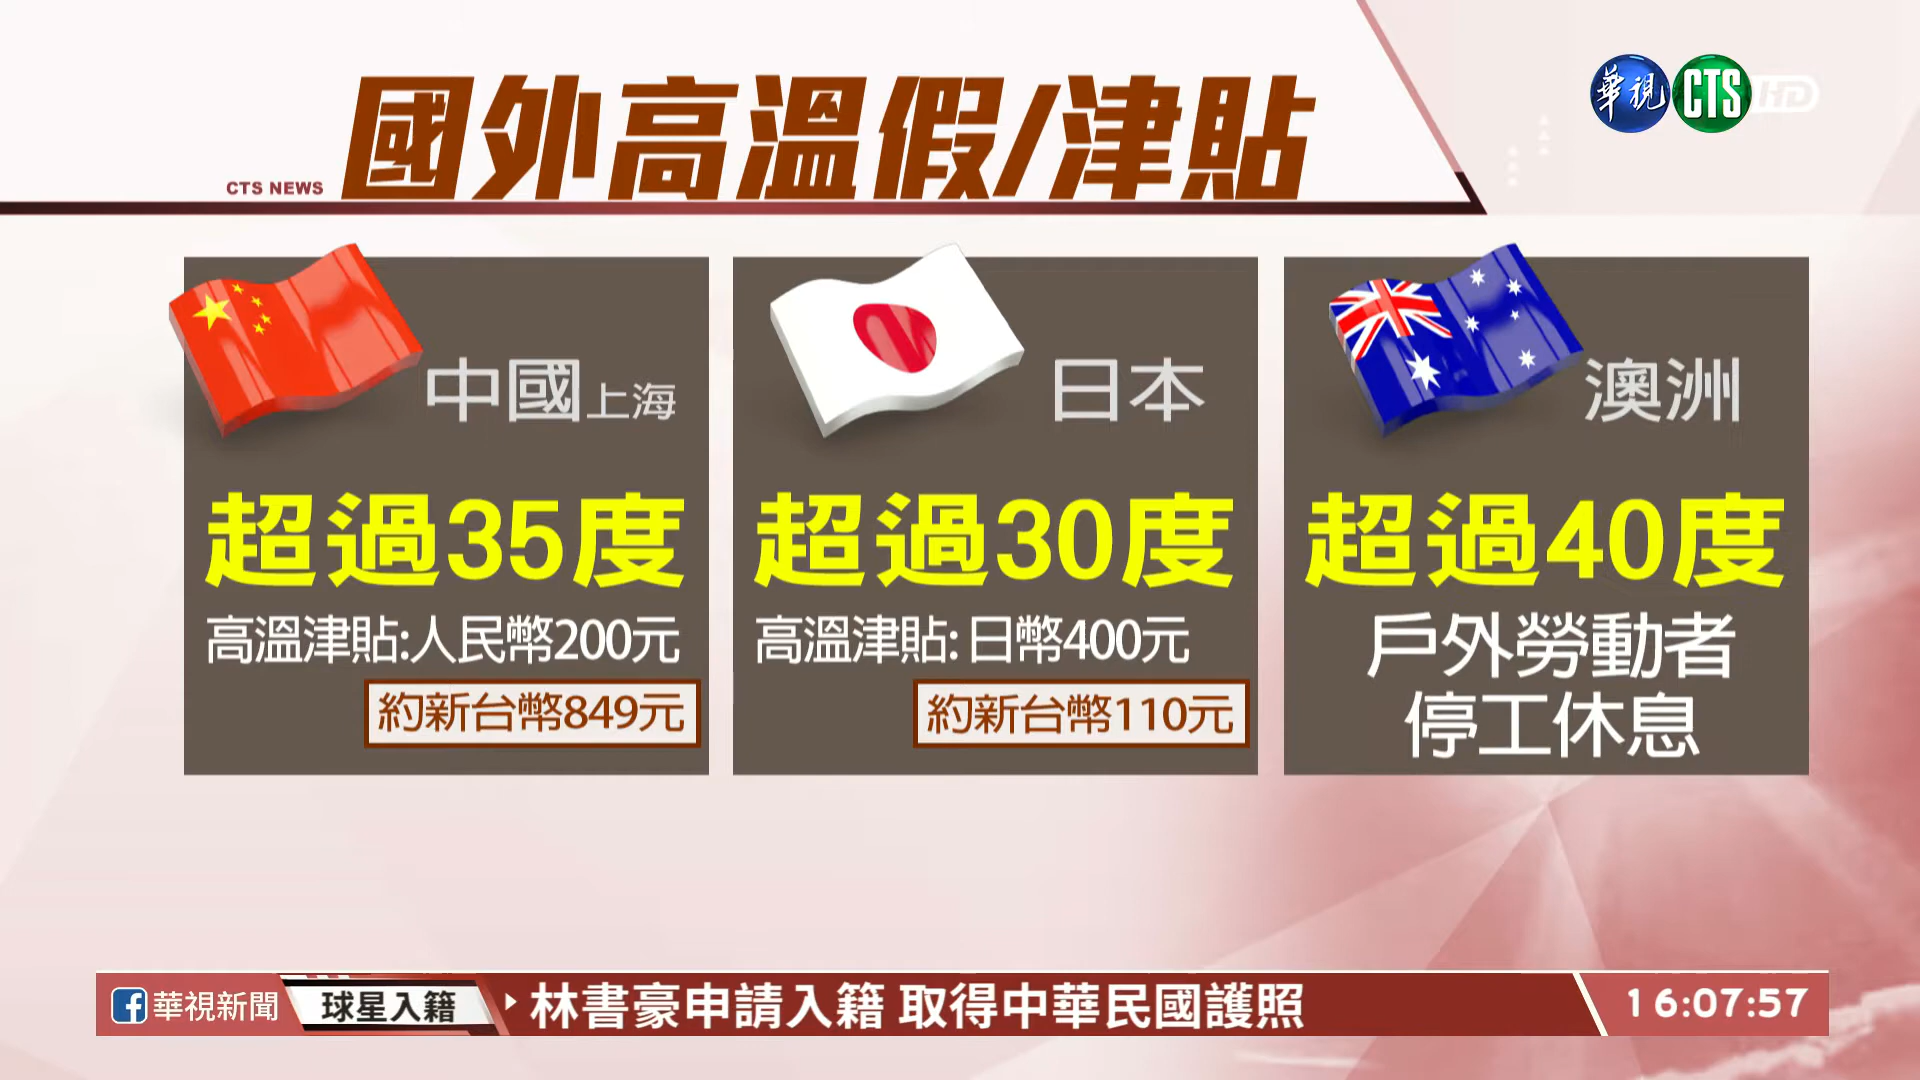 國外高溫假/津貼
CTS NEWS
華視 CTS HD
中國上海
超過35度
高溫津貼:人民幣200元
約新台幣849元
日本
超過30度
高溫津貼:日幣400元
約新台幣110元
澳洲
超過40度
戶外勞動者
停工休息
華視新聞
球星入籍
林書豪申請入籍 取得中華民國護照
16:07:57